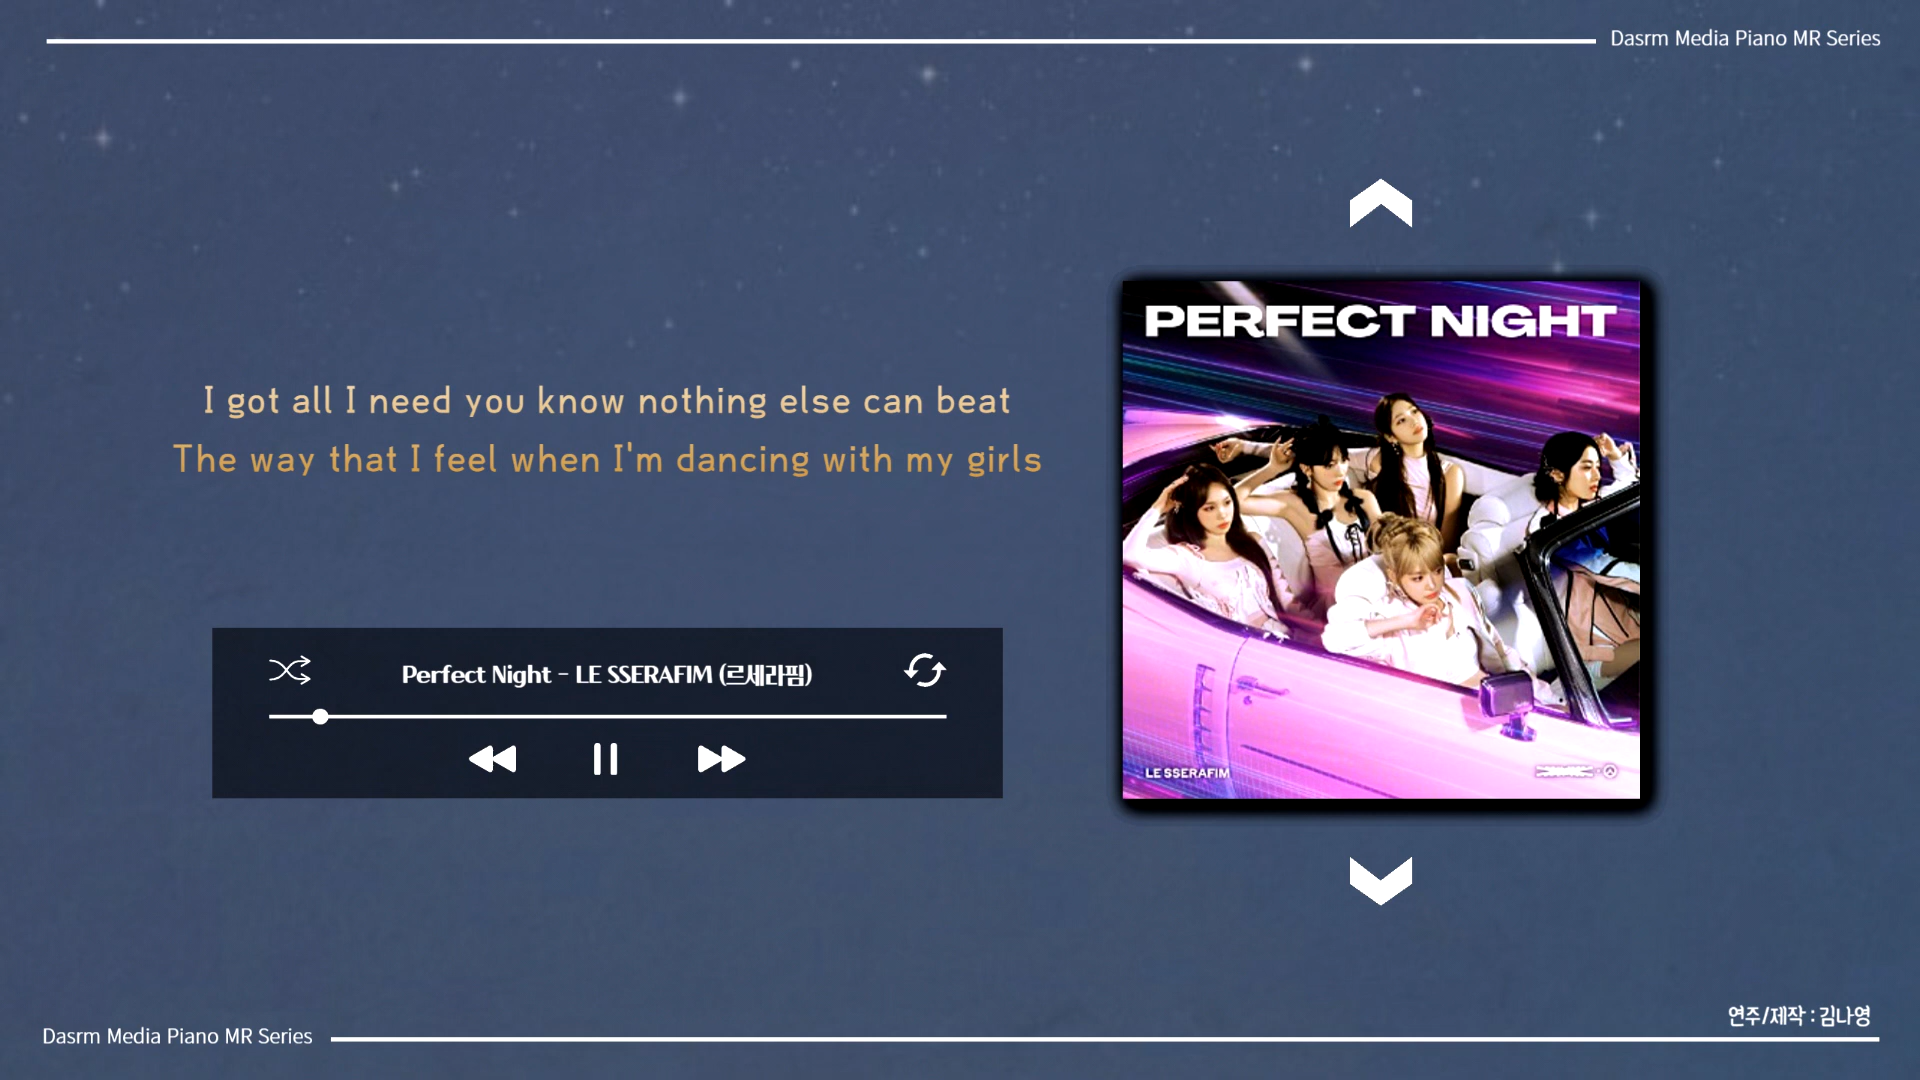 Dasrm Media Piano MR Series
PERFECT NIGHT
I got all I need you know nothing else can beat
The way that I feel when I'm dancing with my girls
Perfect Night - LE SSERAFIM (르세라핌)
LE SSERAFIM
연주/제작 : 김나영
Dasrm Media Piano MR Series